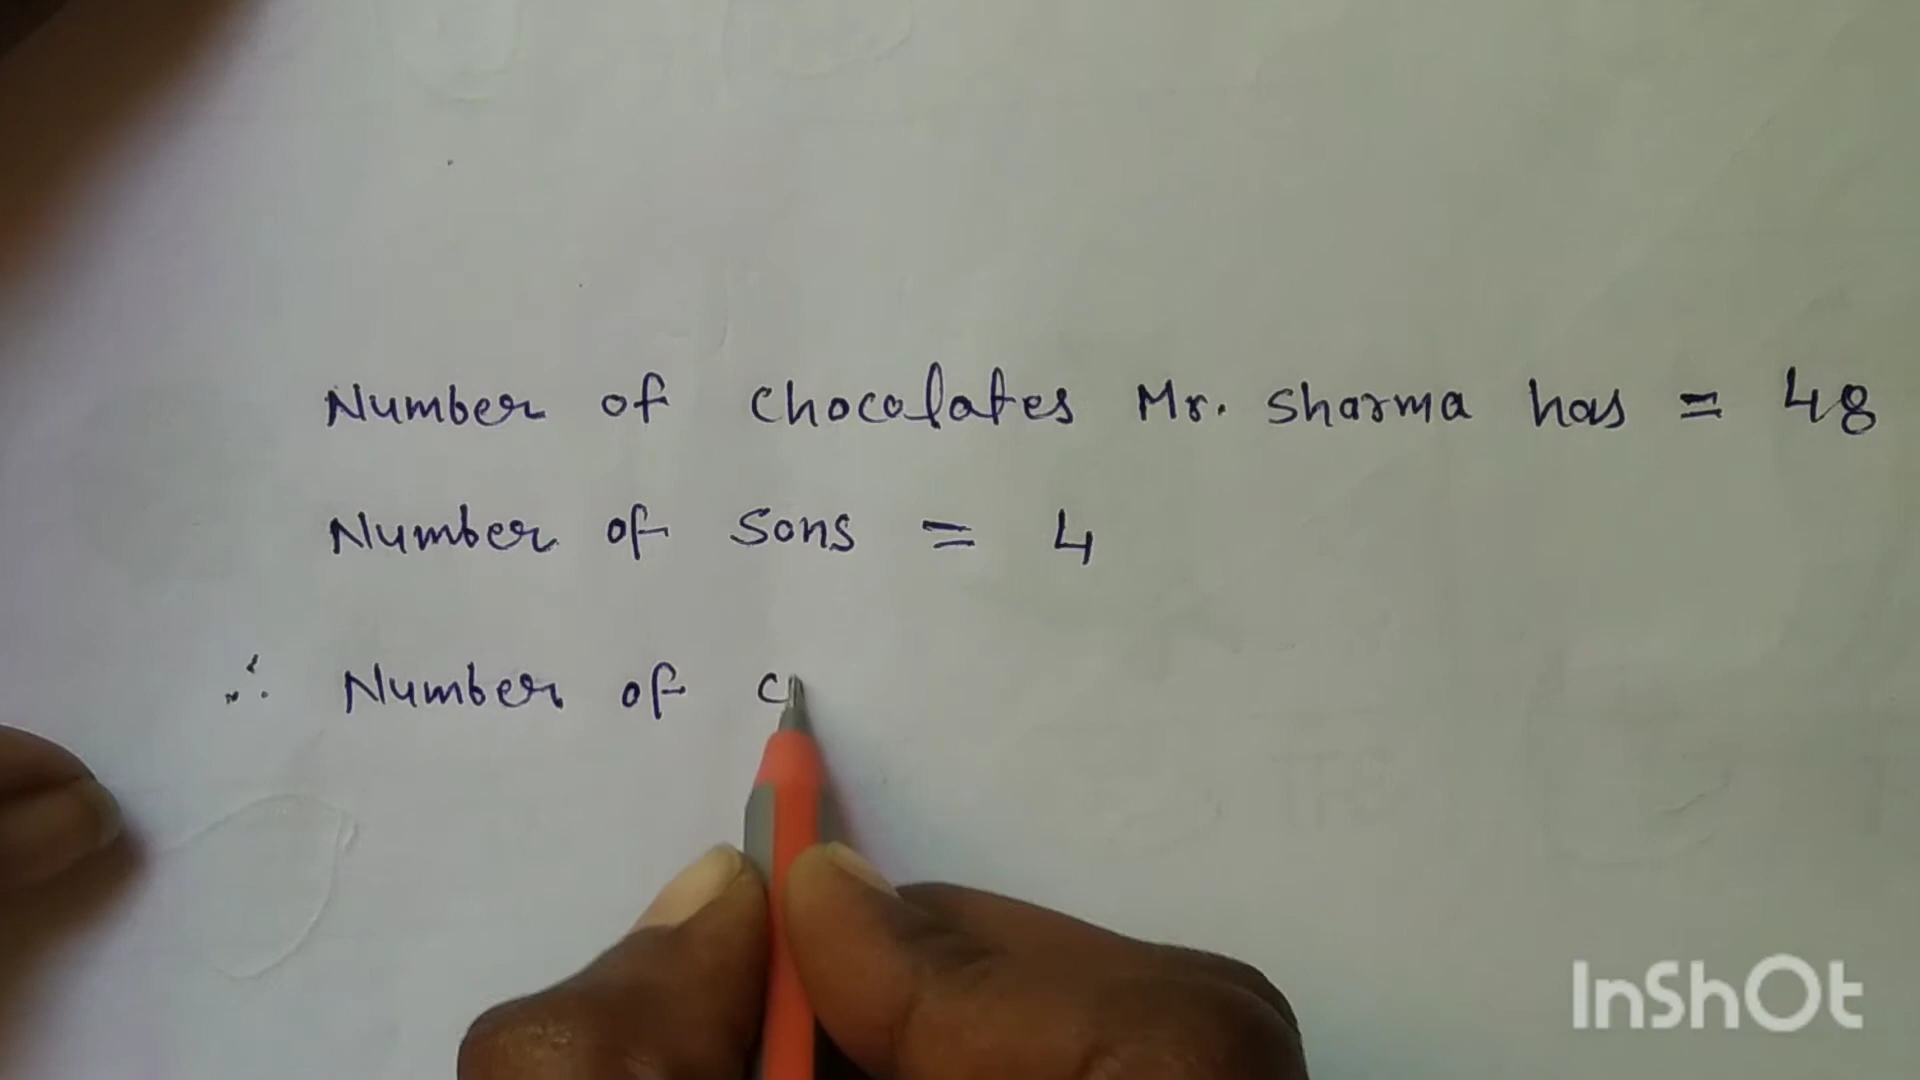 Number of chocolates Mr. Sharma has = 48
Number of sons = 4
∴ Number of c
InShOt